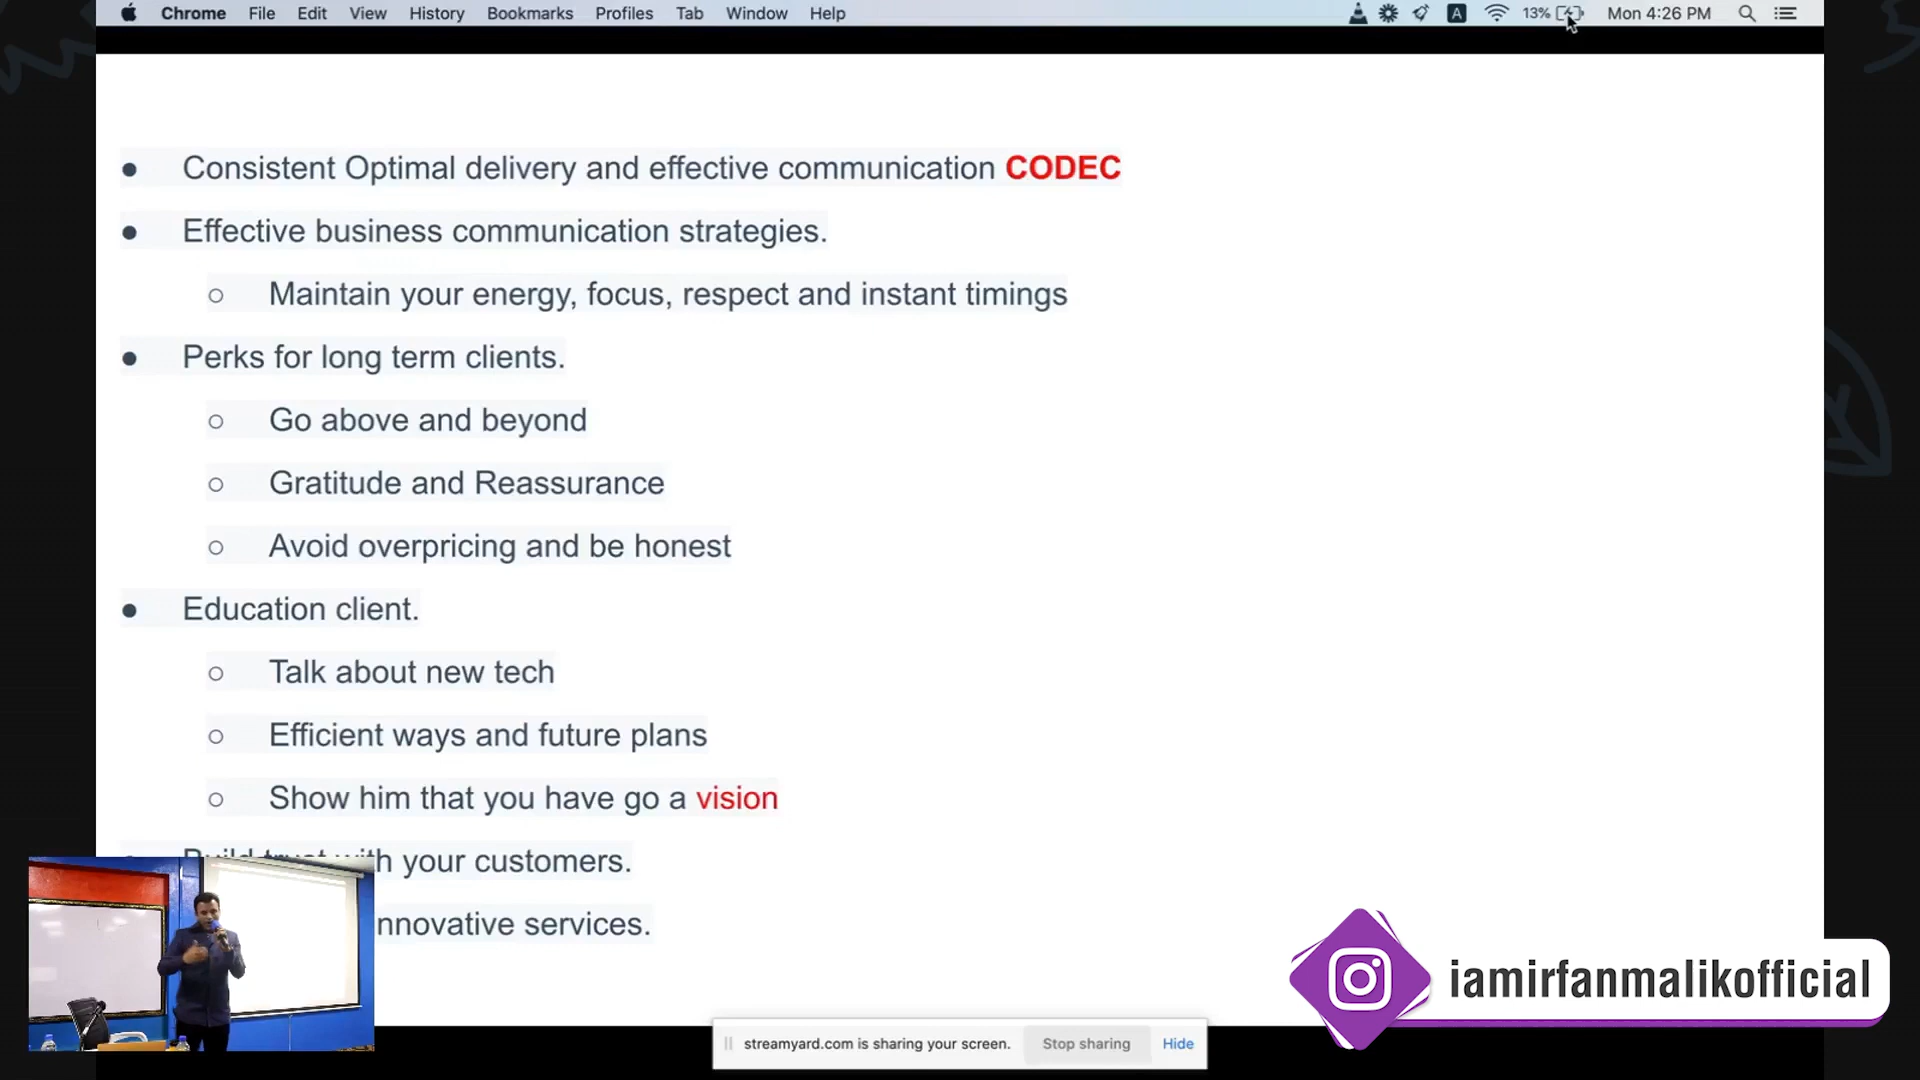 Chrome File Edit View History Bookmarks Profiles Tab Window Help A 13% Mon 4:26 PM
● Consistent Optimal delivery and effective communication CODEC
● Effective business communication strategies.
○ Maintain your energy, focus, respect and instant timings
● Perks for long term clients.
○ Go above and beyond
○ Gratitude and Reassurance
○ Avoid overpricing and be honest
● Education client.
○ Talk about new tech
○ Efficient ways and future plans
○ Show him that you have go a vision
Build trust with your customers.
nnovative services.
iamirfanmalikofficial
streamyard.com is sharing your screen. Stop sharing Hide